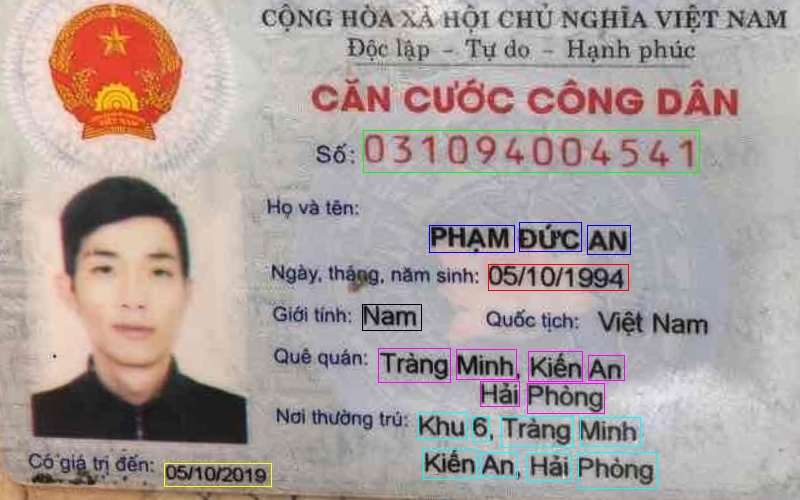 CỘNG HÒA XÃ HỘI CHỦ NGHĨA VIỆT NAM
Độc lập - Tự do - Hạnh phúc
CĂN CƯỚC CÔNG DÂN
Số: 031094004541
Họ và tên:
PHẠM ĐỨC AN
Ngày, tháng, năm sinh: 05/10/1994
Giới tính: Nam Quốc tịch: Việt Nam
Quê quán: Tràng Minh, Kiến An
Hải Phòng
Nơi thường trú: Khu 6, Tràng Minh
Kiến An, Hải Phòng
Có giá trị đến: 05/10/2019